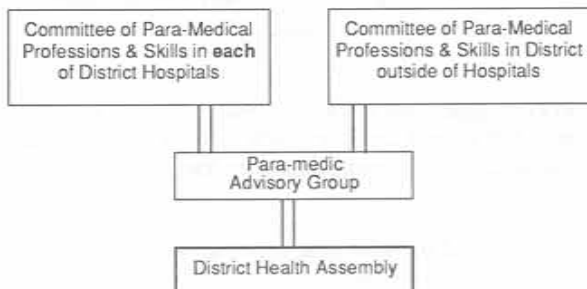 Committee of Para-Medical
Professions & Skills in each
of District Hospitals
Committee of Para-Medical
Professions & Skills in District
outside of Hospitals
Para-medic
Advisory Group
District Health Assembly